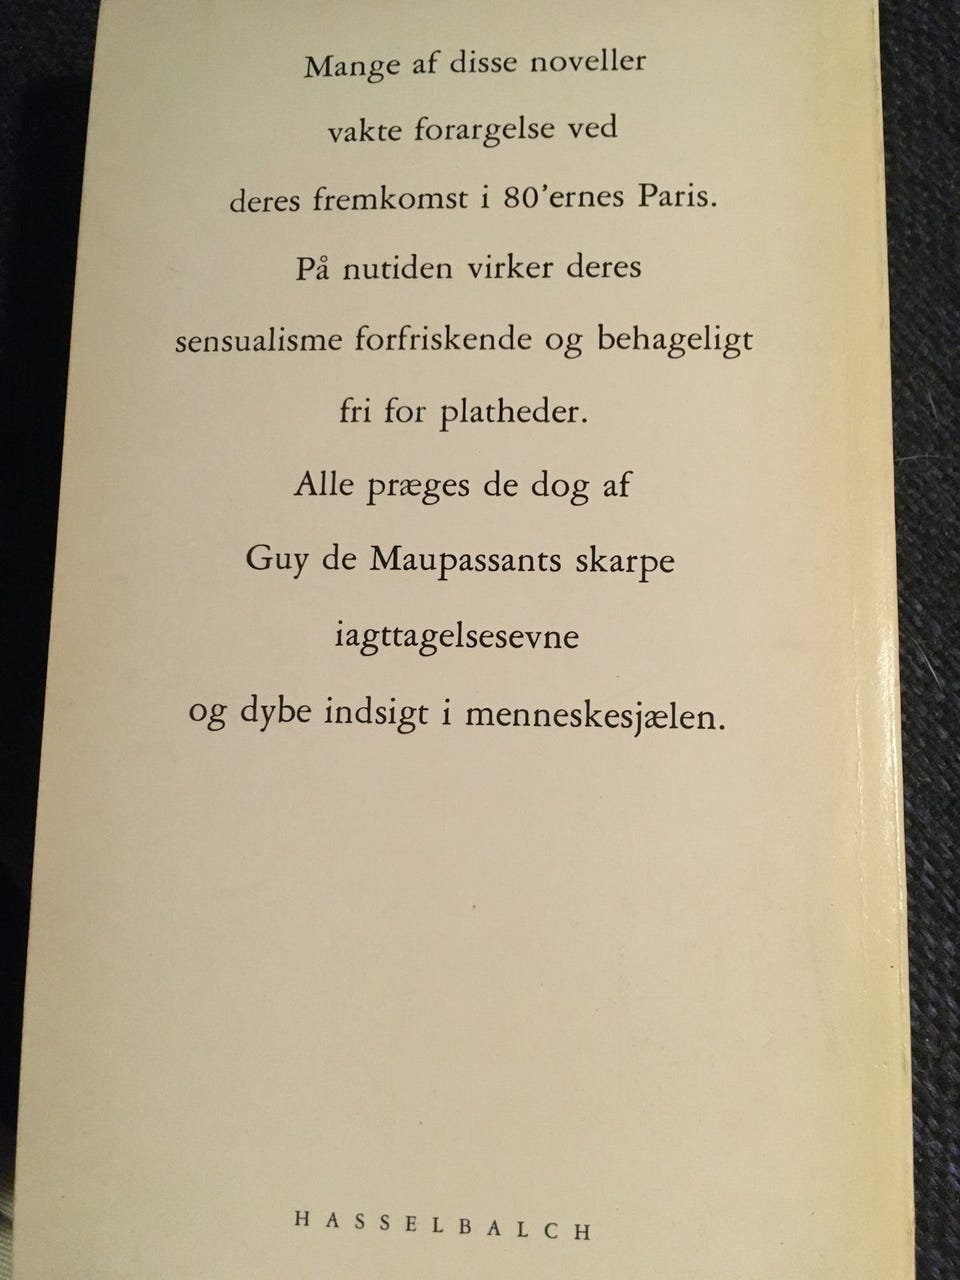 Mange af disse noveller
vakte forargelse ved
deres fremkomst i 80'ernes Paris.
På nutiden virker deres
sensualisme forfriskende og behageligt
fri for platheder.
Alle præges de dog af
Guy de Maupassants skarpe
iagttagelsesevne
og dybe indsigt i menneskesjælen.
HASSELBALCH